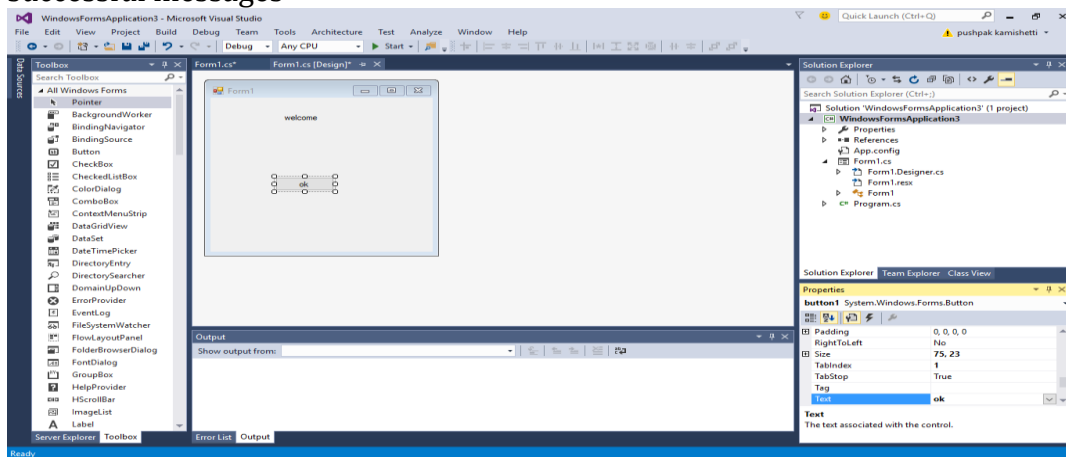 successful messages
WindowsFormsApplication3 - Microsoft Visual Studio
Quick Launch (Ctrl+Q)
File Edit View Project Build Debug Team Tools Architecture Test Analyze Window Help
pushpak kamishetti
Debug Any CPU Start
Data Sources
Toolbox
Search Toolbox
All Windows Forms
Pointer
BackgroundWorker
BindingNavigator
BindingSource
Button
CheckBox
CheckedListBox
ColorDialog
ComboBox
ContextMenuStrip
DataGridView
DataSet
DateTimePicker
DirectoryEntry
DirectorySearcher
DomainUpDown
ErrorProvider
EventLog
FileSystemWatcher
FlowLayoutPanel
FolderBrowserDialog
FontDialog
GroupBox
HelpProvider
HScrollBar
ImageList
Label
Server Explorer Toolbox
Form1.cs* Form1.cs [Design]*
Form1
welcome
ok
Output
Show output from:
Error List Output
Solution Explorer
Search Solution Explorer (Ctrl+;)
Solution 'WindowsFormsApplication3' (1 project)
WindowsFormsApplication3
Properties
References
App.config
Form1.cs
Form1.Designer.cs
Form1.resx
Form1
Program.cs
Solution Explorer Team Explorer Class View
Properties
button1 System.Windows.Forms.Button
Padding 0, 0, 0, 0
RightToLeft No
Size 75, 23
TabIndex 1
TabStop True
Tag
Text ok
Text
The text associated with the control.
Ready